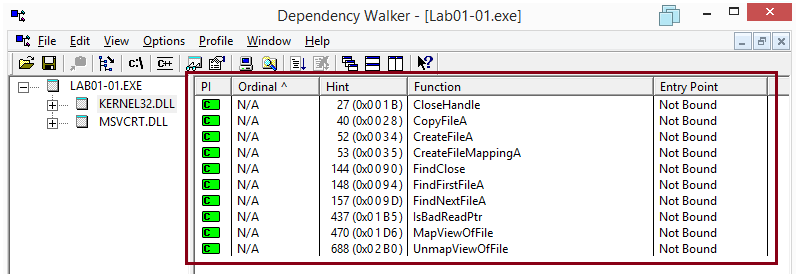 Dependency Walker - [Lab01-01.exe]
File Edit View Options Profile Window Help
C:\ C++
LAB01-01.EXE
KERNEL32.DLL
MSVCRT.DLL
PI Ordinal ^ Hint Function Entry Point
C N/A 27 (0x001B) CloseHandle Not Bound
C N/A 40 (0x0028) CopyFileA Not Bound
C N/A 52 (0x0034) CreateFileA Not Bound
C N/A 53 (0x0035) CreateFileMappingA Not Bound
C N/A 144 (0x0090) FindClose Not Bound
C N/A 148 (0x0094) FindFirstFileA Not Bound
C N/A 157 (0x009D) FindNextFileA Not Bound
C N/A 437 (0x01B5) IsBadReadPtr Not Bound
C N/A 470 (0x01D6) MapViewOfFile Not Bound
C N/A 688 (0x02B0) UnmapViewOfFile Not Bound